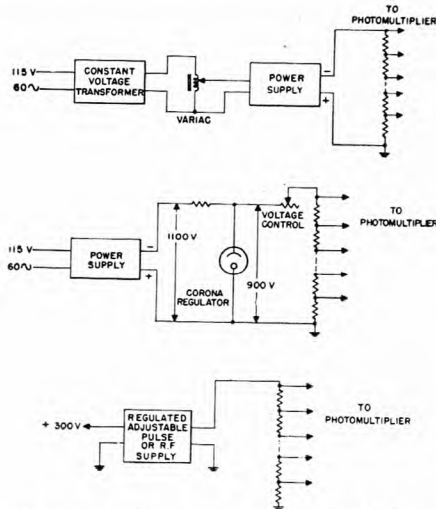 TO
PHOTOMULTIPLIER
115 V
60~
CONSTANT
VOLTAGE
TRANSFORMER
VARIAC
POWER
SUPPLY
−
+
115 V
60~
POWER
SUPPLY
−
+
1100 V
CORONA
REGULATOR
900 V
VOLTAGE
CONTROL
TO
PHOTOMULTIPLIER
+ 300 V
REGULATED
ADJUSTABLE
PULSE
OR R.F
SUPPLY
TO
PHOTOMULTIPLIER